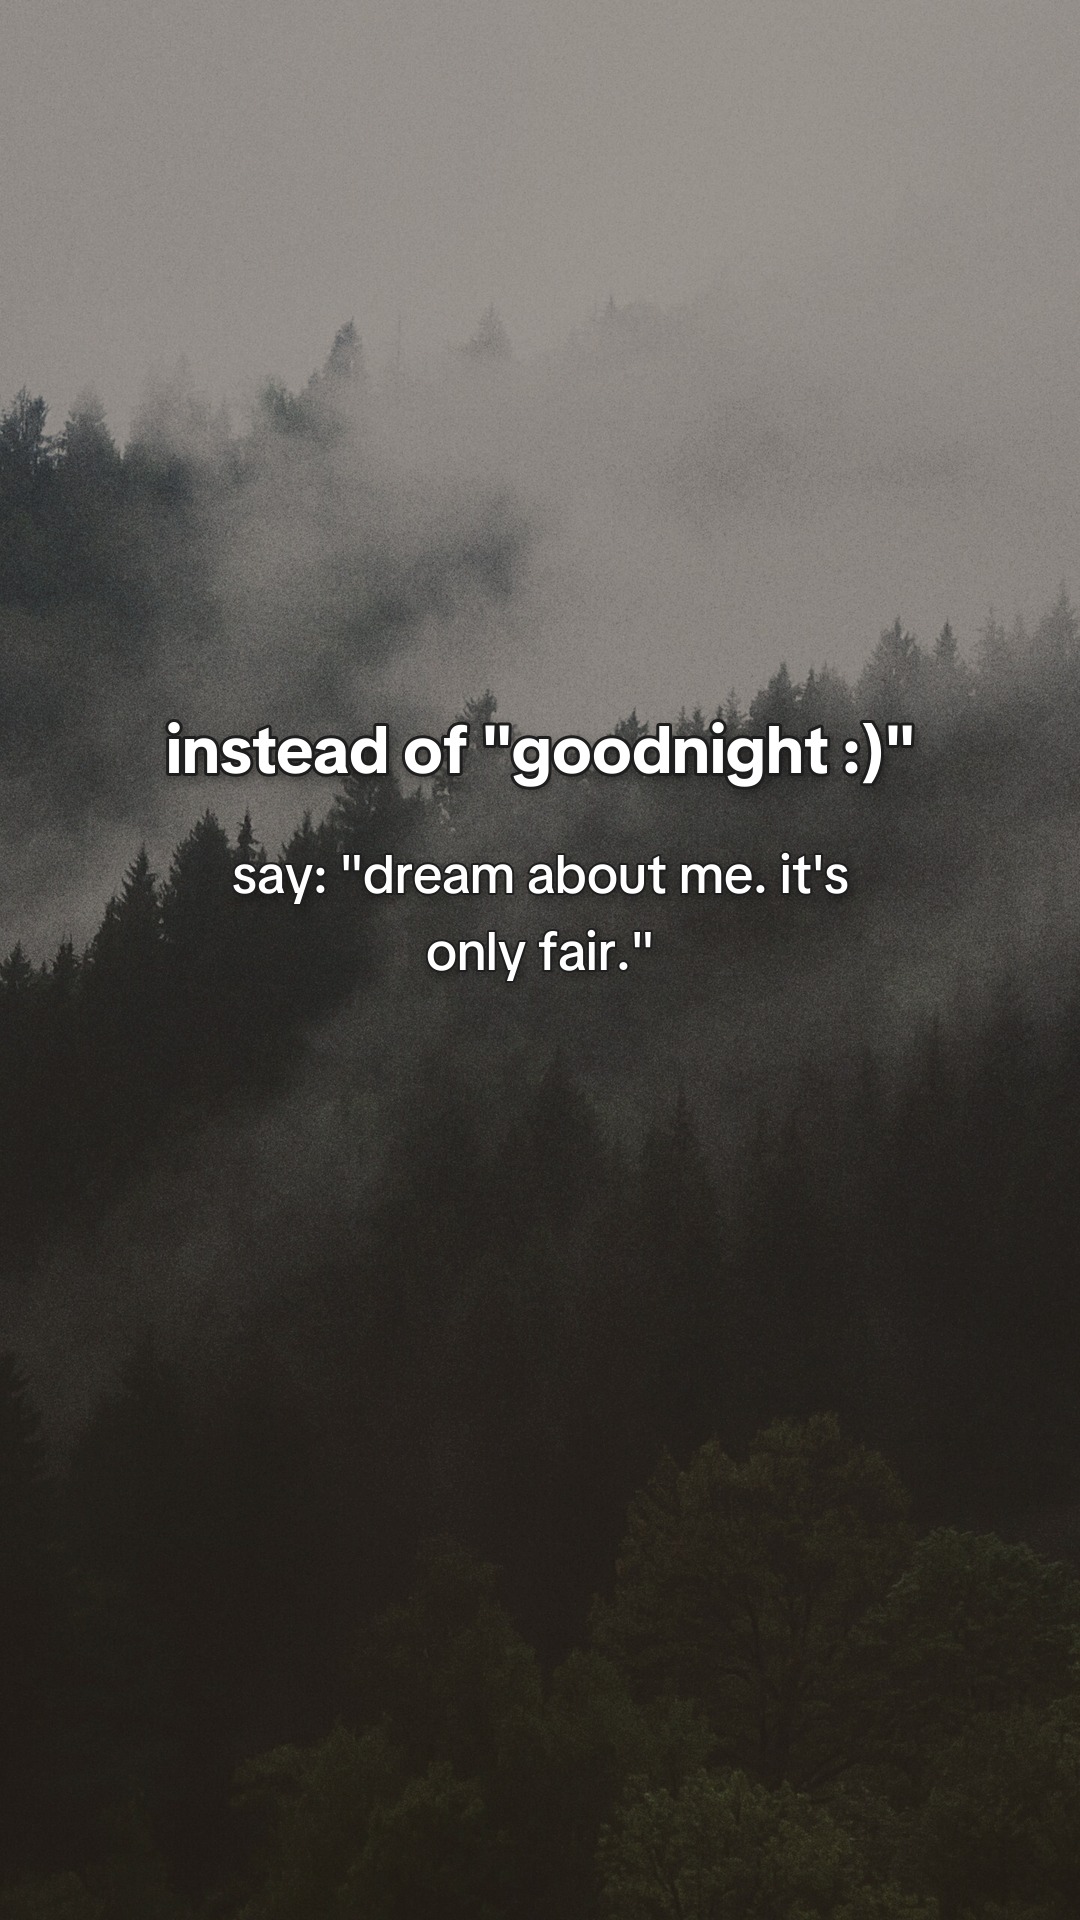 instead of "goodnight :)"
say: "dream about me. it's
only fair."